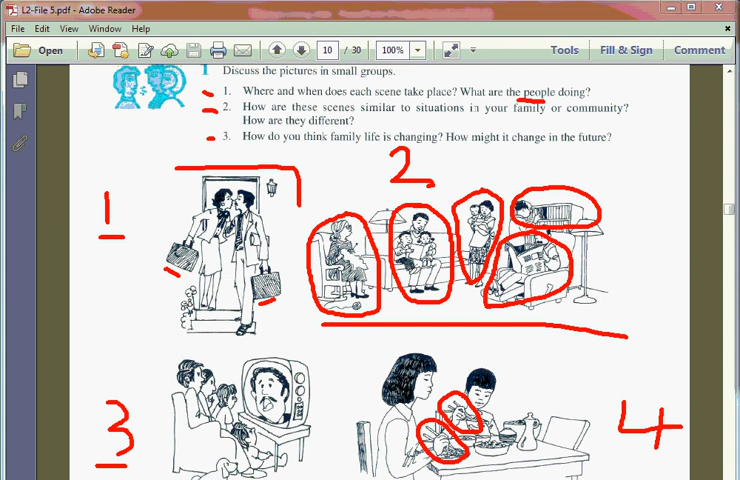 L2-File 5.pdf - Adobe Reader
File Edit View Window Help
Open 10 / 30 100% Tools Fill & Sign Comment
1 Discuss the pictures in small groups.
1. Where and when does each scene take place? What are the people doing?
2. How are these scenes similar to situations in your family or community?
How are they different?
3. How do you think family life is changing? How might it change in the future?
1
2
3
4